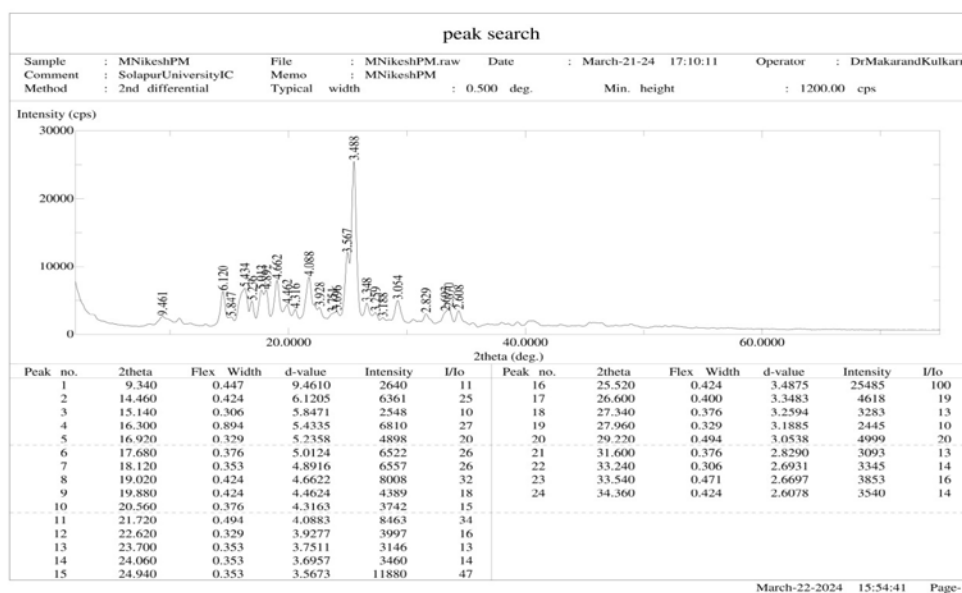 peak search
Sample : MNikeshPM File : MNikeshPM.raw Date : March-21-24 17:10:11 Operator : DrMakarandKulkarn
Comment : SolapurUniversityIC Memo : MNikeshPM
Method : 2nd differential Typical width : 0.500 deg. Min. height : 1200.00 cps
Intensity (cps)
30000
20000
10000
0
9.461 6.120 5.847 5.434 5.236 4.662 4.462 4.316 4.088 3.928 3.567 3.488 3.348 3.259 3.188 3.054 2.829 2.608
20.0000 40.0000 60.0000
2theta (deg.)
Peak no. 2theta Flex Width d-value Intensity I/Io Peak no. 2theta Flex Width d-value Intensity I/Io
1 9.340 0.447 9.4610 2640 11 16 25.520 0.424 3.4875 25485 100
2 14.460 0.424 6.1205 6361 25 17 26.600 0.400 3.3483 4618 19
3 15.140 0.306 5.8471 2548 10 18 27.340 0.376 3.2594 3283 13
4 16.300 0.894 5.4335 6810 27 19 27.960 0.329 3.1885 2445 10
5 16.920 0.329 5.2358 4898 20 20 29.220 0.494 3.0538 4999 20
6 17.680 0.376 5.0124 6522 26 21 31.600 0.376 2.8290 3093 13
7 18.120 0.353 4.8916 6557 26 22 33.240 0.306 2.6931 3345 14
8 19.020 0.424 4.6622 8008 32 23 33.540 0.471 2.6697 3853 16
9 19.880 0.424 4.4624 4389 18 24 34.360 0.424 2.6078 3540 14
10 20.560 0.376 4.3163 3742 15
11 21.720 0.494 4.0883 8463 34
12 22.620 0.329 3.9277 3997 16
13 23.700 0.353 3.7511 3146 13
14 24.060 0.353 3.6957 3460 14
15 24.940 0.353 3.5673 11880 47
March-22-2024 15:54:41 Page-